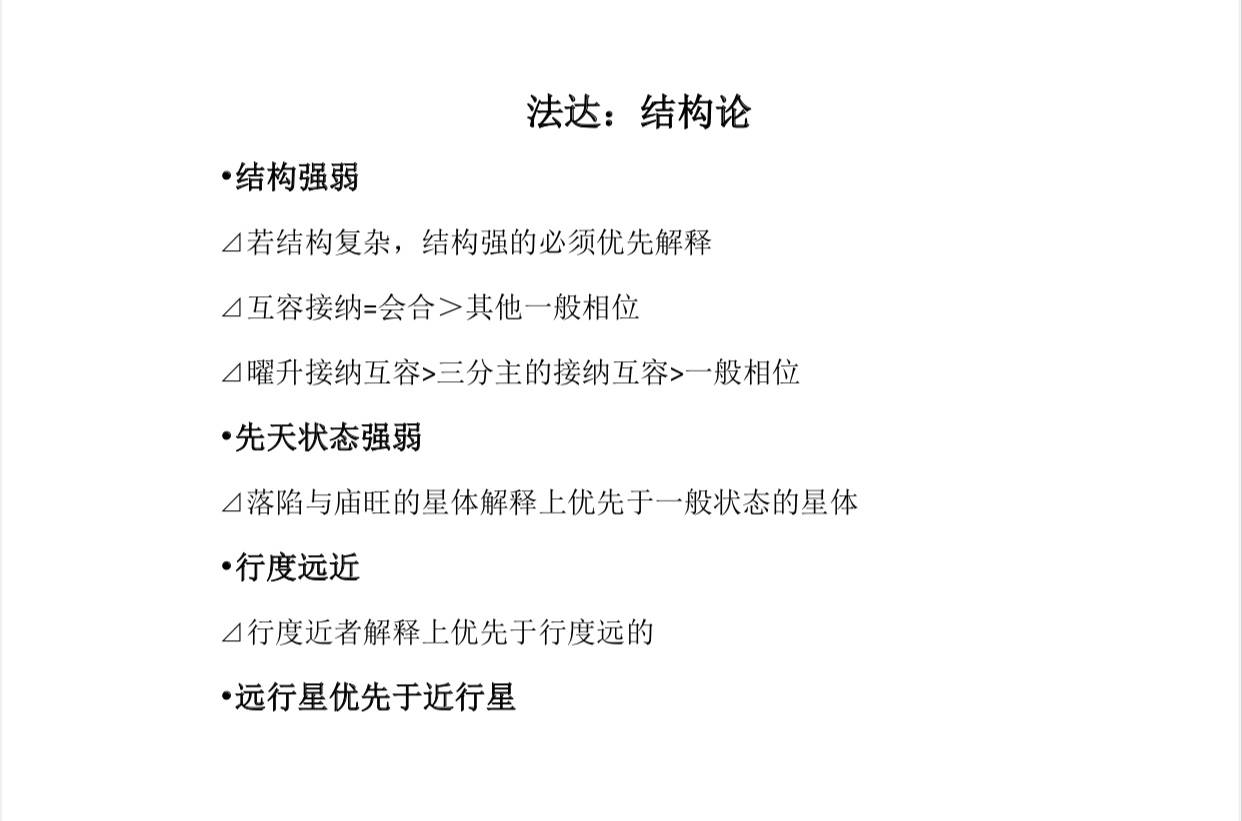 法达：结构论
•结构强弱
⊿若结构复杂，结构强的必须优先解释
⊿互容接纳=会合＞其他一般相位
⊿曜升接纳互容>三分主的接纳互容>一般相位
•先天状态强弱
⊿落陷与庙旺的星体解释上优先于一般状态的星体
•行度远近
⊿行度近者解释上优先于行度远的
•远行星优先于近行星